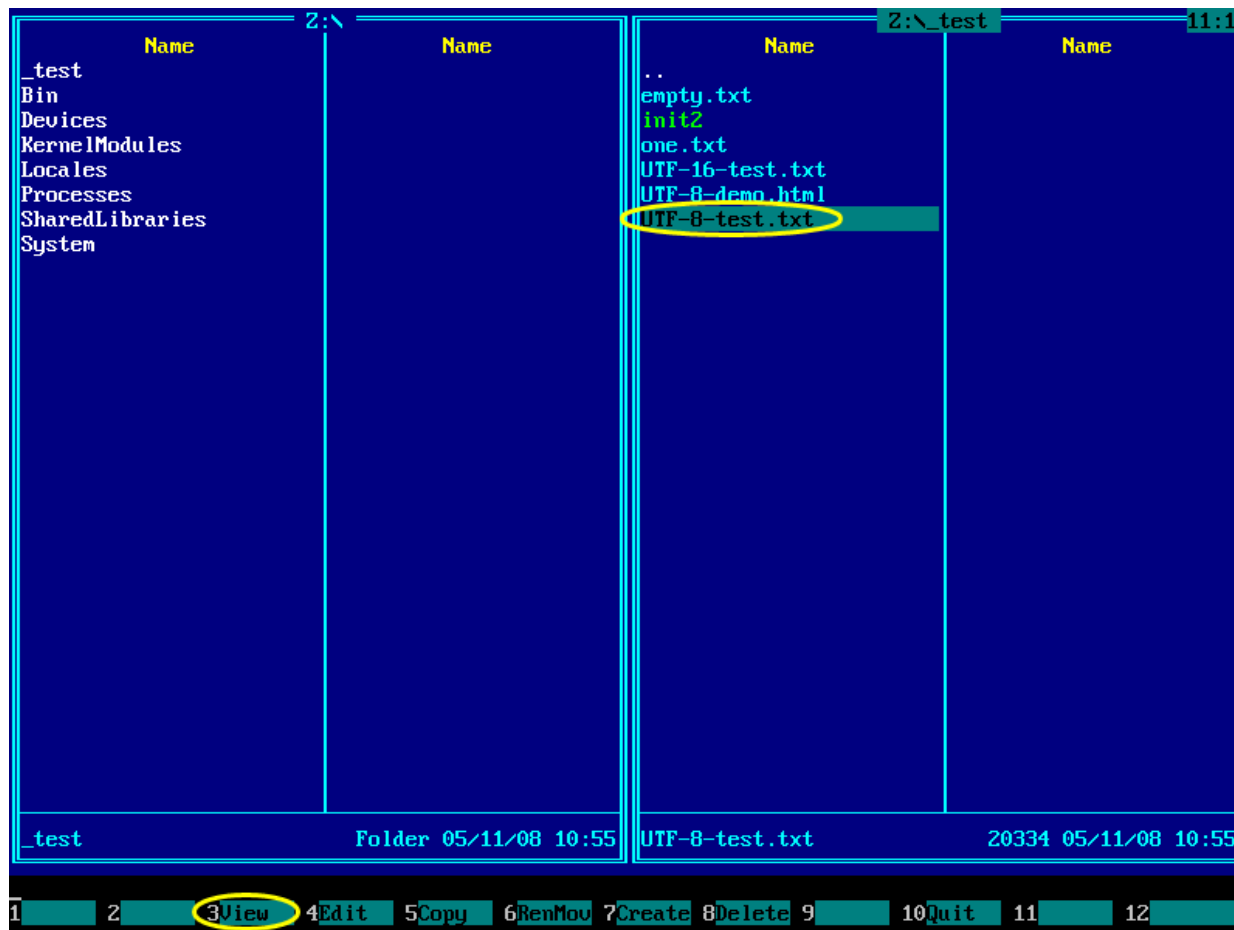 Z:\
Name Name
_test
Bin
Devices
KernelModules
Locales
Processes
SharedLibraries
System
_test Folder 05/11/08 10:55
Z:\_test 11:1
Name Name
..
empty.txt
init2
one.txt
UTF-16-test.txt
UTF-8-demo.html
UTF-8-test.txt
UTF-8-test.txt 20334 05/11/08 10:55
1 2 3View 4Edit 5Copy 6RenMov 7Create 8Delete 9 10Quit 11 12